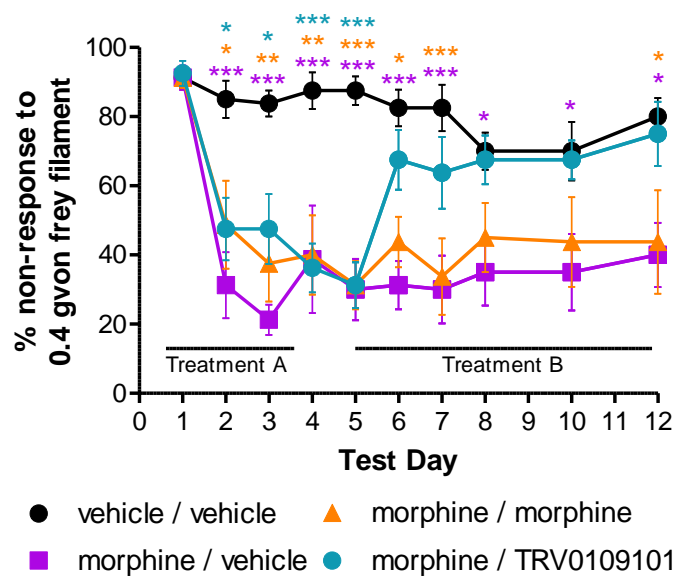 * * *** *** 
* ** ** *** * *** *
*** *** *** *** *** *** * * *
100
80
60
40
20
0
% non-response to
0.4 gvon frey filament
Treatment A
Treatment B
0 1 2 3 4 5 6 7 8 9 10 11 12
Test Day
vehicle / vehicle
morphine / morphine
morphine / vehicle
morphine / TRV0109101